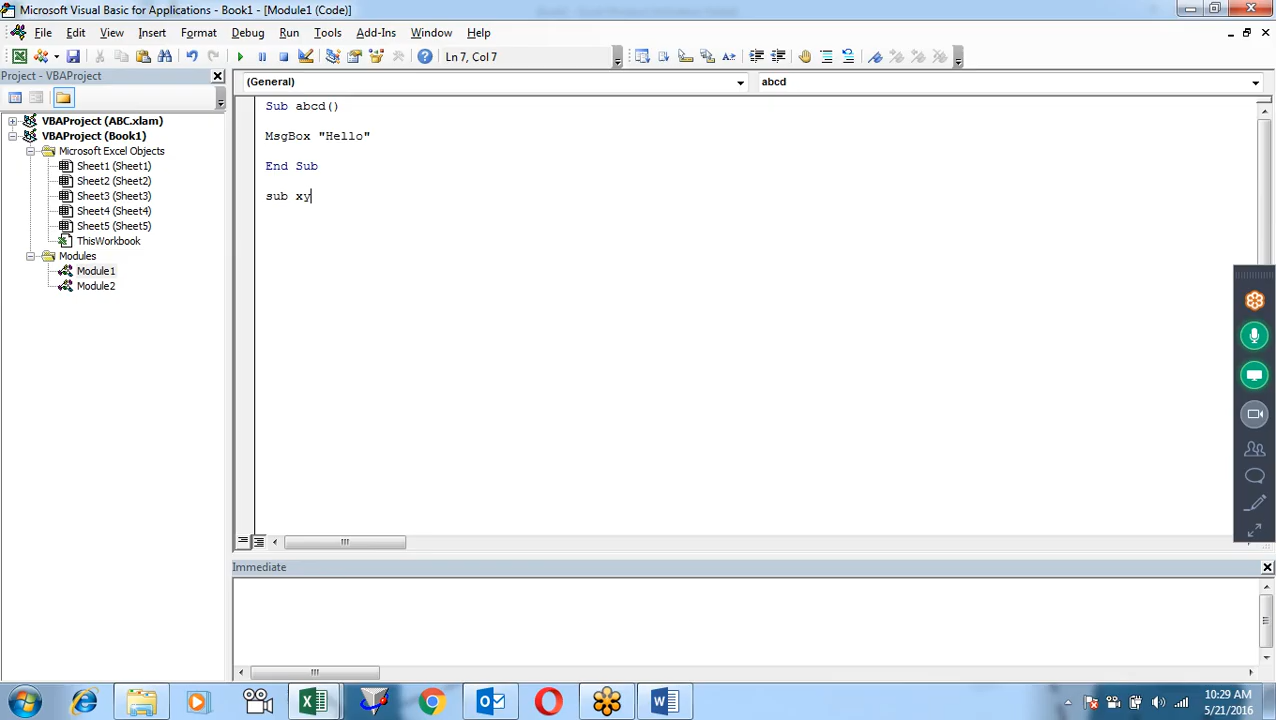 Microsoft Visual Basic for Applications - Book1 - [Module1 (Code)]
File Edit View Insert Format Debug Run Tools Add-Ins Window Help
Ln 7, Col 7
Project - VBAProject
(General) abcd
VBAProject (ABC.xlam)
VBAProject (Book1)
Microsoft Excel Objects
Sheet1 (Sheet1)
Sheet2 (Sheet2)
Sheet3 (Sheet3)
Sheet4 (Sheet4)
Sheet5 (Sheet5)
ThisWorkbook
Modules
Module1
Module2
Sub abcd()
MsgBox "Hello"
End Sub
sub xy
Immediate
10:29 AM
5/21/2016